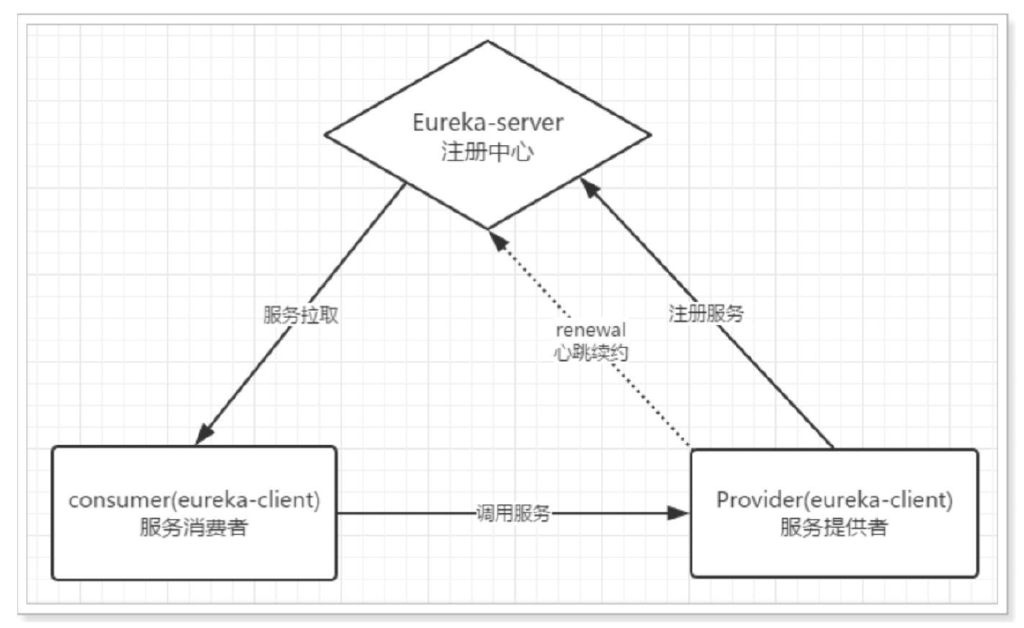 Eureka-server
注册中心
服务拉取
renewal
心跳续约
注册服务
consumer(eureka-client)
服务消费者
调用服务
Provider(eureka-client)
服务提供者